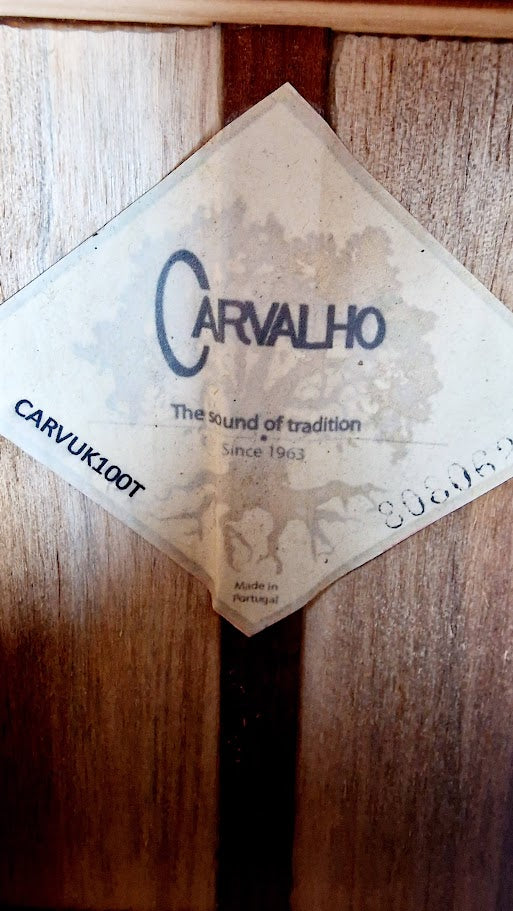 CARVALHO
The sound of tradition
Since 1963
CARVUK100T
Made in
Portugal